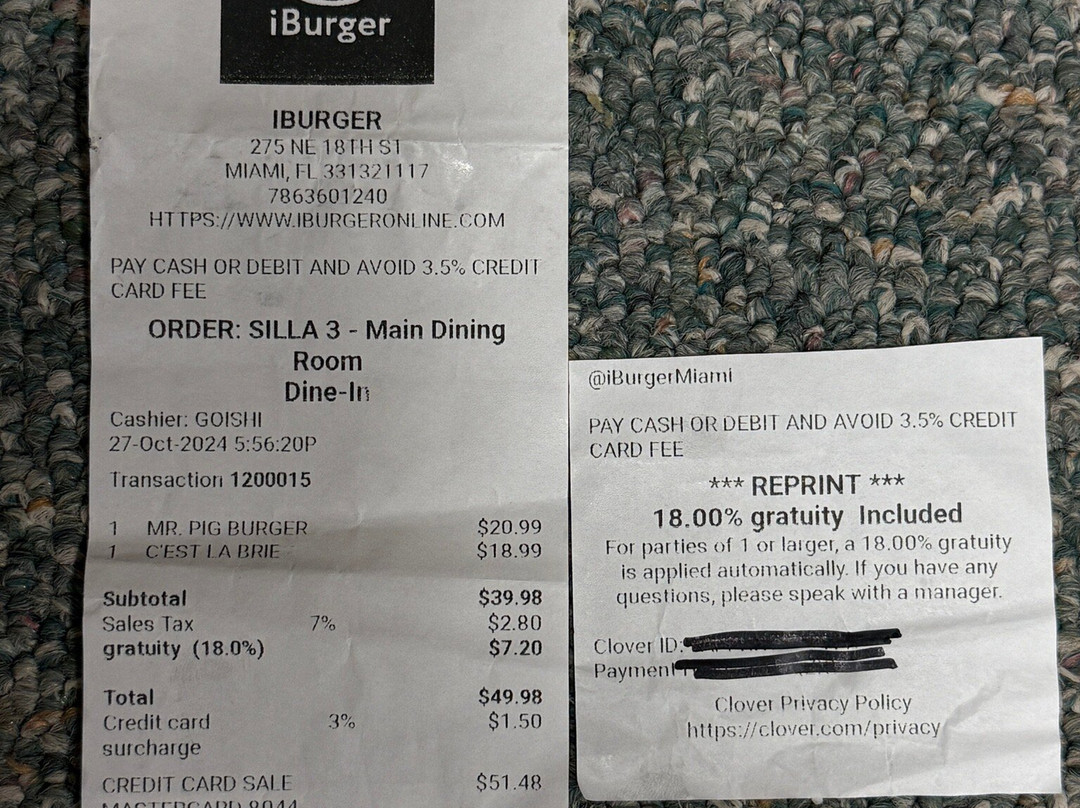 iBurger
IBURGER
275 NE 18TH ST
MIAMI, FL 331321117
7863601240
HTTPS://WWW.IBURGERONLINE.COM
PAY CASH OR DEBIT AND AVOID 3.5% CREDIT
CARD FEE
ORDER: SILLA 3 - Main Dining
Room
Dine-In
Cashier: GOISHI
27-Oct-2024 5:56:20P
Transaction 1200015
1 MR. PIG BURGER $20.99
1 C'EST LA BRIE $18.99
Subtotal $39.98
Sales Tax 7% $2.80
gratuity (18.0%) $7.20
Total $49.98
Credit card 3% $1.50
surcharge
CREDIT CARD SALE $51.48
MASTERCARD 8044
@iBurgerMiami
PAY CASH OR DEBIT AND AVOID 3.5% CREDIT
CARD FEE
*** REPRINT ***
18.00% gratuity Included
For parties of 1 or larger, a 18.00% gratuity
is applied automatically. If you have any
questions, please speak with a manager.
Clover ID:
Payment
Clover Privacy Policy
https://clover.com/privacy